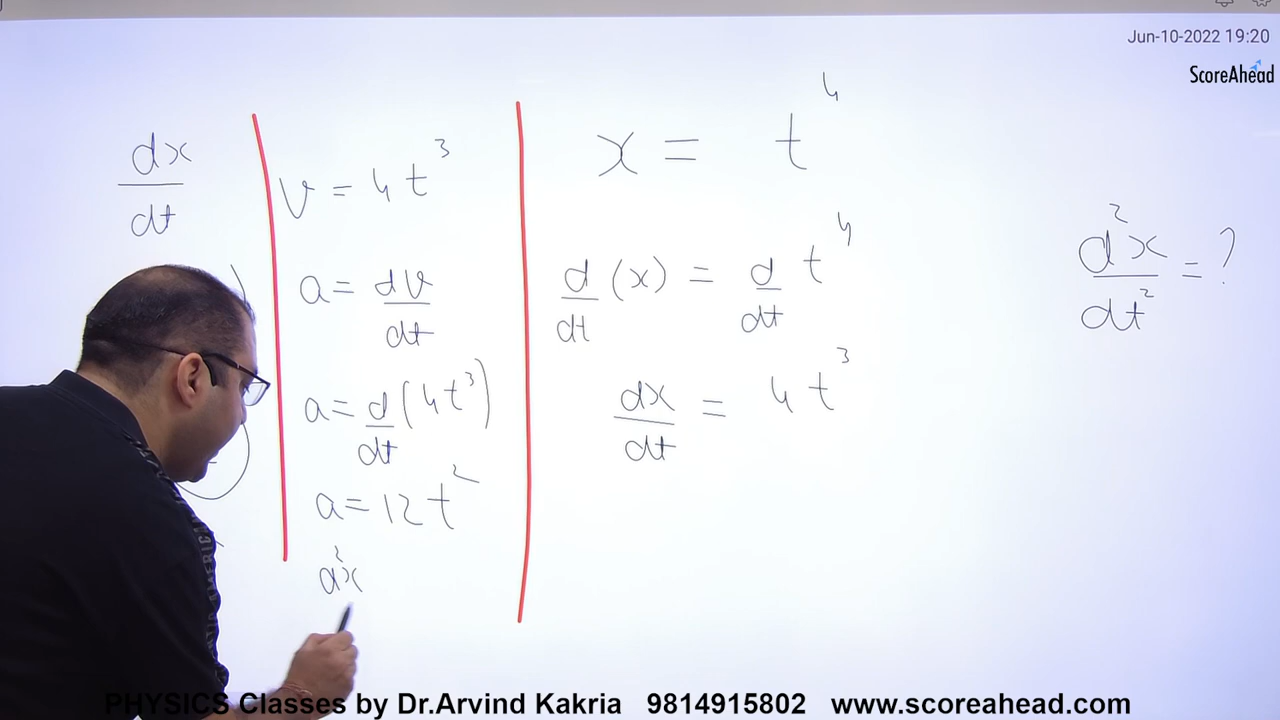 Jun-10-2022 19:20
ScoreAhead
dx/dt
v = 4t³
a = dv/dt
a = d/dt (4t³)
a = 12t²
d²x
x = t⁴
d/dt (x) = d/dt t⁴
dx/dt = 4t³
d²x/dt² = ?
PHYSICS Classes by Dr.Arvind Kakria 9814915802 www.scoreahead.com